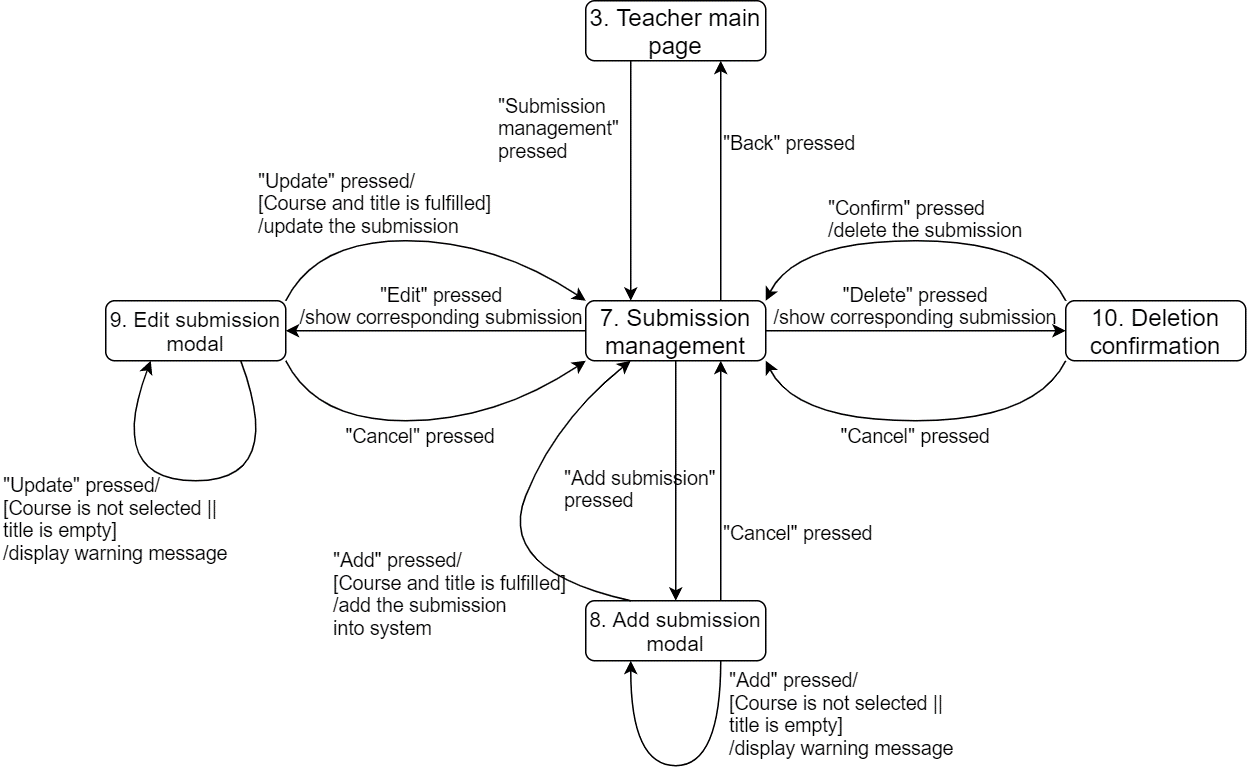 3. Teacher main
page
"Submission
management"
pressed
"Back" pressed
"Update" pressed/
[Course and title is fulfilled]
/update the submission
"Confirm" pressed
/delete the submission
"Edit" pressed
/show corresponding submission
"Delete" pressed
/show corresponding submission
9. Edit submission
modal
7. Submission
management
10. Deletion
confirmation
"Cancel" pressed
"Cancel" pressed
"Update" pressed/
[Course is not selected ||
title is empty]
/display warning message
"Add submission"
pressed
"Cancel" pressed
"Add" pressed/
[Course and title is fulfilled]
/add the submission
into system
8. Add submission
modal
"Add" pressed/
[Course is not selected ||
title is empty]
/display warning message